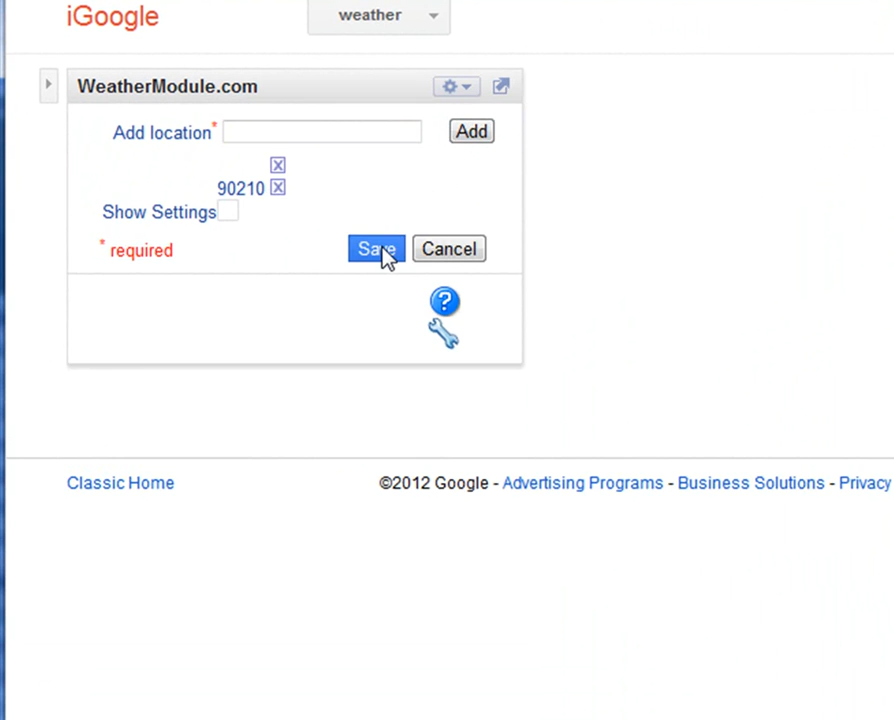 iGoogle
weather
WeatherModule.com
Add location* Add
X
90210 X
Show Settings
* required Save Cancel
?
Classic Home ©2012 Google - Advertising Programs - Business Solutions - Privacy